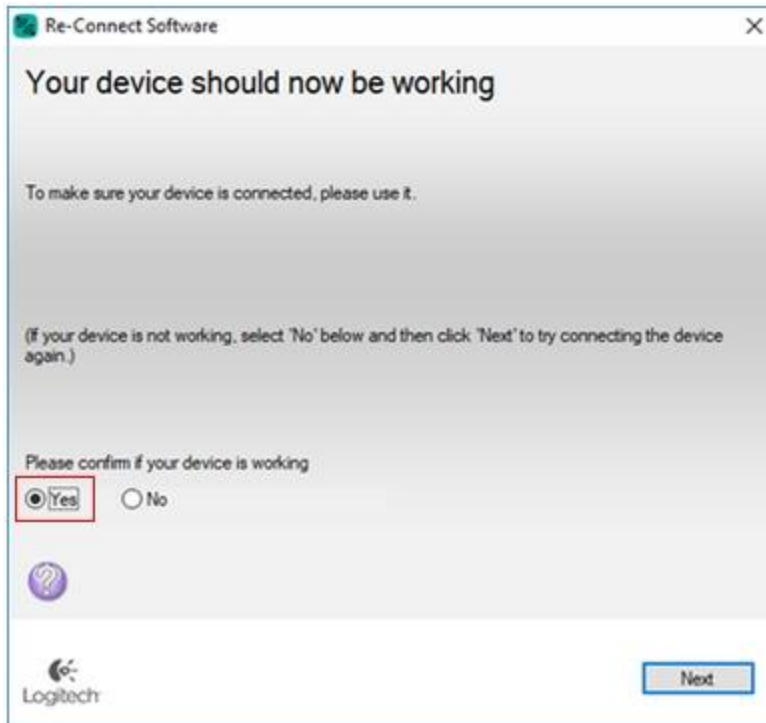 Re-Connect Software
Your device should now be working
To make sure your device is connected, please use it.
(If your device is not working, select 'No' below and then click 'Next' to try connecting the device
again.)
Please confirm if your device is working
Yes No
?
Logitech
Next